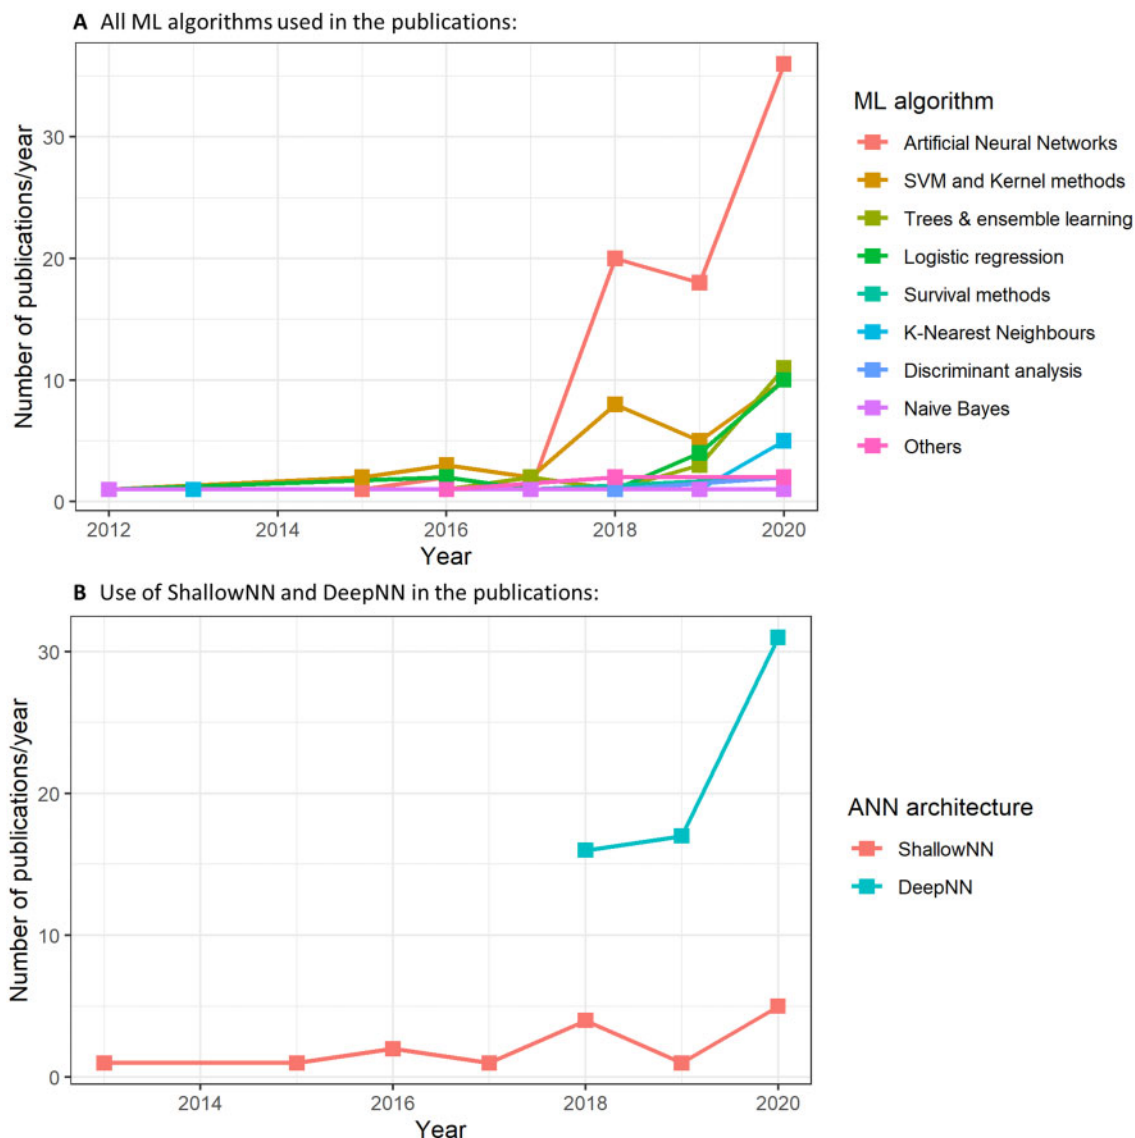 A All ML algorithms used in the publications:
Number of publications/year
30
20
10
0
2012
2014
2016
2018
2020
Year
ML algorithm
Artificial Neural Networks
SVM and Kernel methods
Trees & ensemble learning
Logistic regression
Survival methods
K-Nearest Neighbours
Discriminant analysis
Naive Bayes
Others
B Use of ShallowNN and DeepNN in the publications:
Number of publications/year
30
20
10
0
2014
2016
2018
2020
Year
ANN architecture
ShallowNN
DeepNN